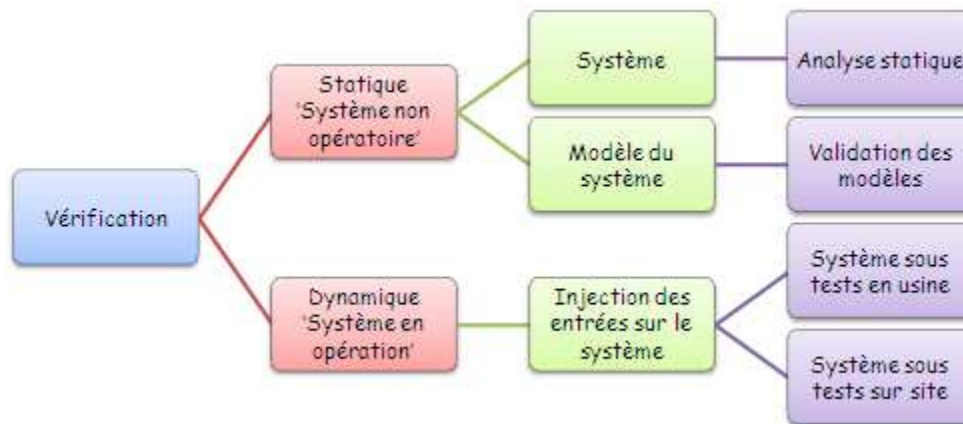 Vérification
Statique
'Système non
opératoire'
Système
Analyse statique
Modèle du
système
Validation des
modèles
Dynamique
'Système en
opération'
Injection des
entrées sur le
système
Système sous
tests en usine
Système sous
tests sur site